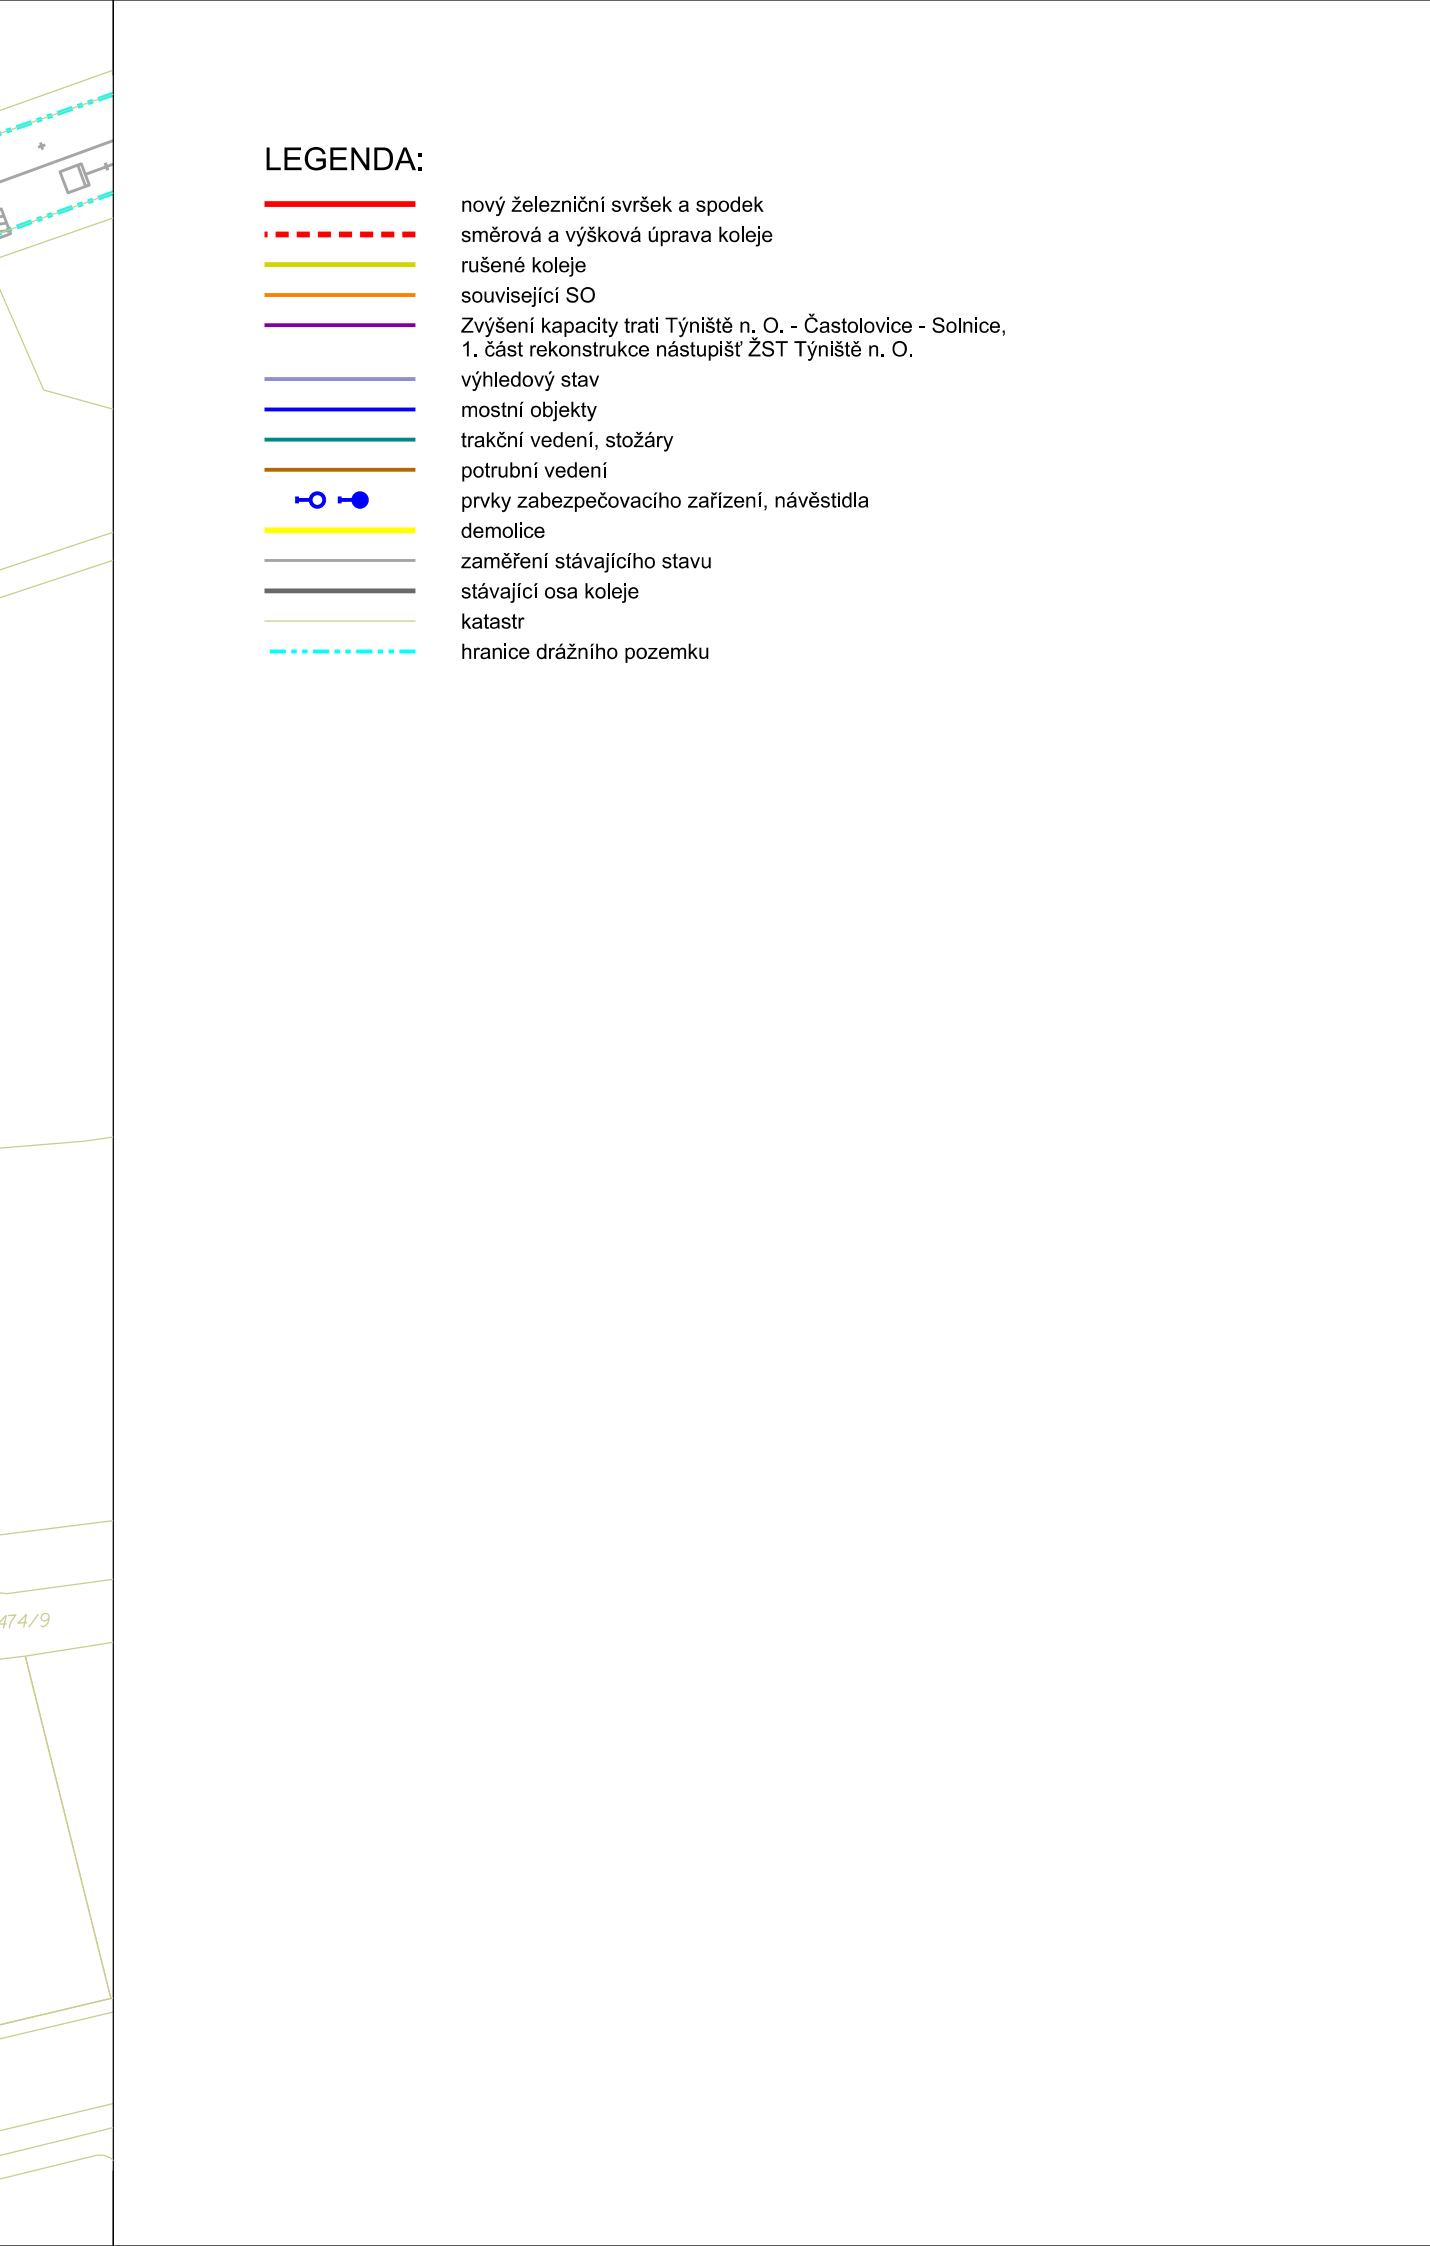 LEGENDA:
nový železniční svršek a spodek
směrová a výšková úprava koleje
rušené koleje
související SO
Zvýšení kapacity trati Týniště n. O. - Častolovice - Solnice,
1. část rekonstrukce nástupišť ŽST Týniště n. O.
výhledový stav
mostní objekty
trakční vedení, stožáry
potrubní vedení
prvky zabezpečovacího zařízení, návěstidla
demolice
zaměření stávajícího stavu
stávající osa koleje
katastr
hranice drážního pozemku
474/9